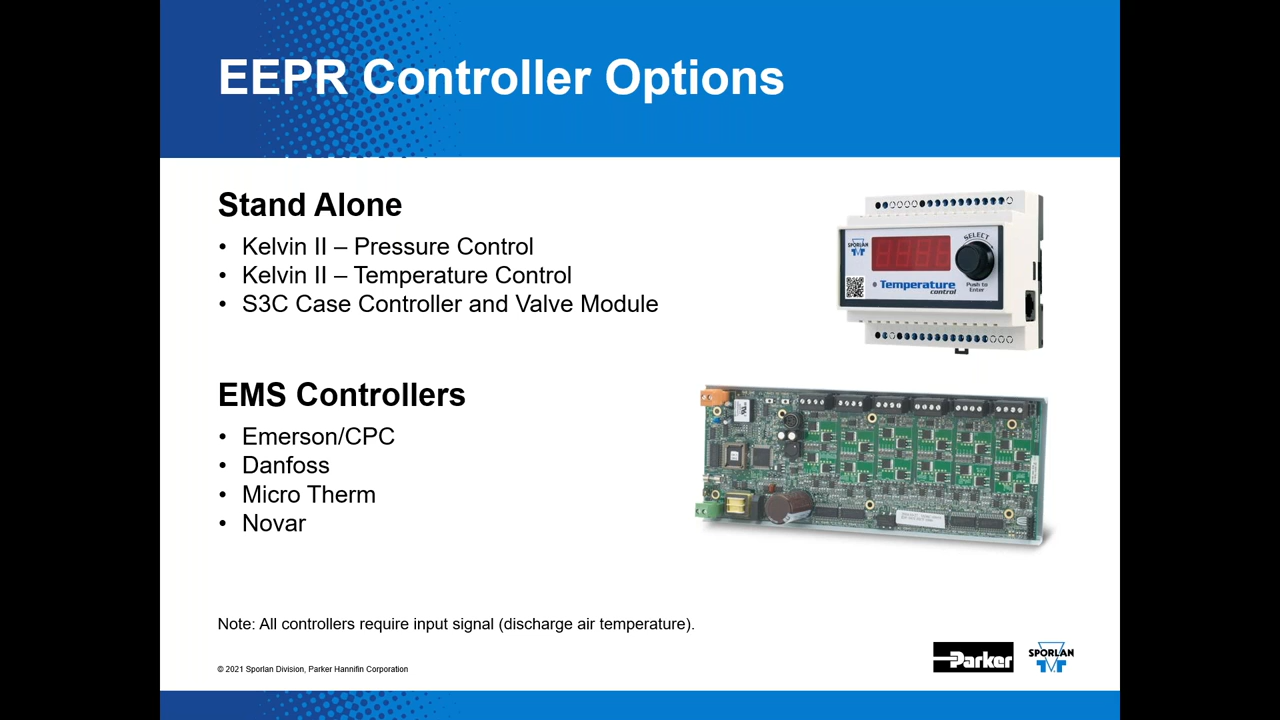 EEPR Controller Options
Stand Alone
• Kelvin II – Pressure Control
• Kelvin II – Temperature Control
• S3C Case Controller and Valve Module
SPORLAN
SELECT
Temperature
control
Push to
Enter
EMS Controllers
• Emerson/CPC
• Danfoss
• Micro Therm
• Novar
Note: All controllers require input signal (discharge air temperature).
© 2021 Sporlan Division, Parker Hannifin Corporation
Parker
SPORLAN